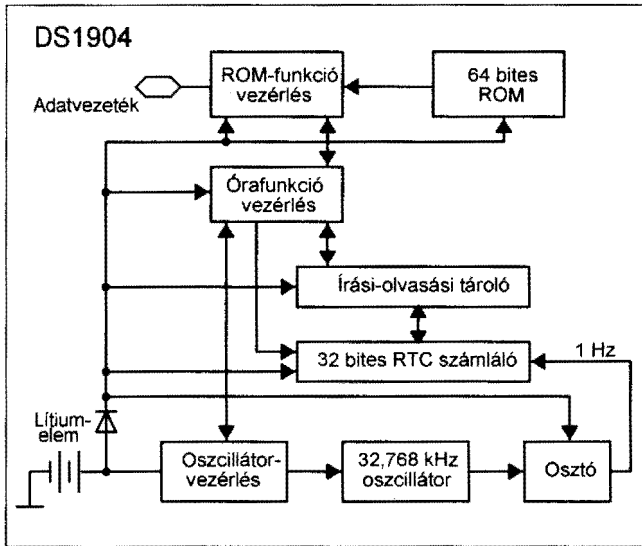 DS1904
ROM-funkció
vezérlés
64 bites
ROM
Adatvezeték
Órafunkció
vezérlés
Írási-olvasási tároló
32 bites RTC számláló
1 Hz
Lítium-
elem
Oszcillátor-
vezérlés
32,768 kHz
oszcillátor
Osztó